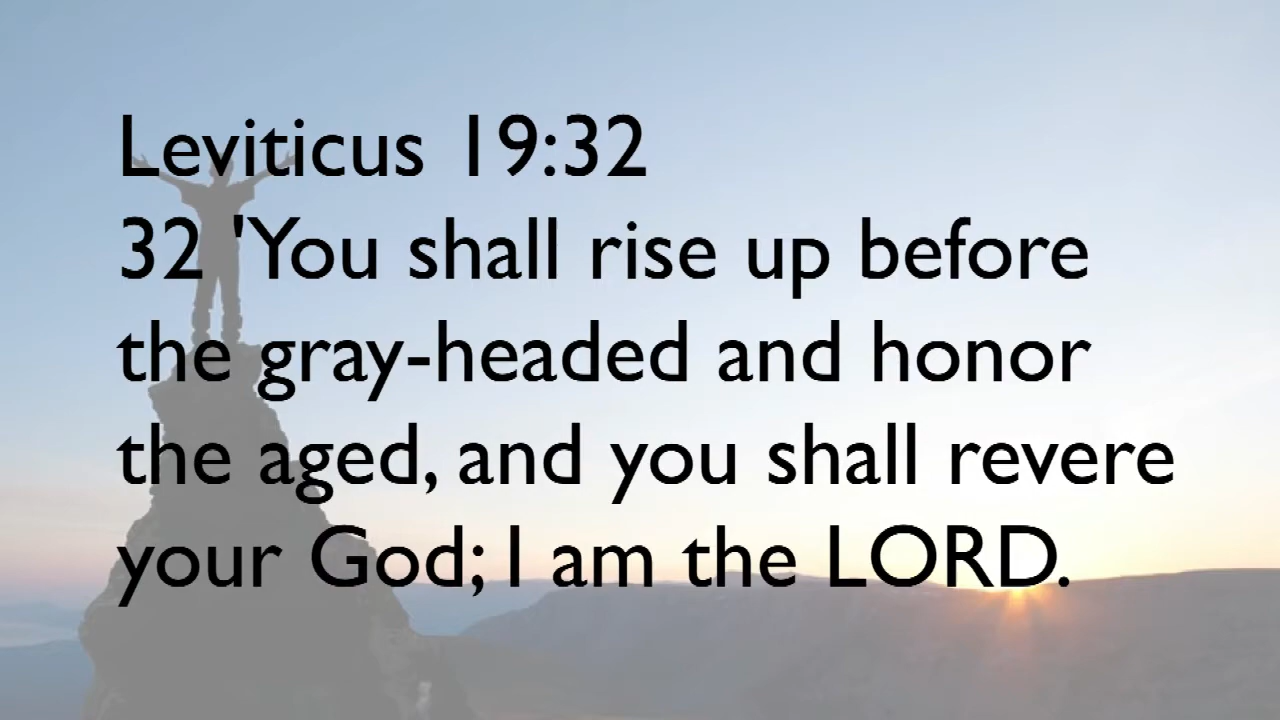 Leviticus 19:32
32 'You shall rise up before
the gray-headed and honor
the aged, and you shall revere
your God; I am the LORD.